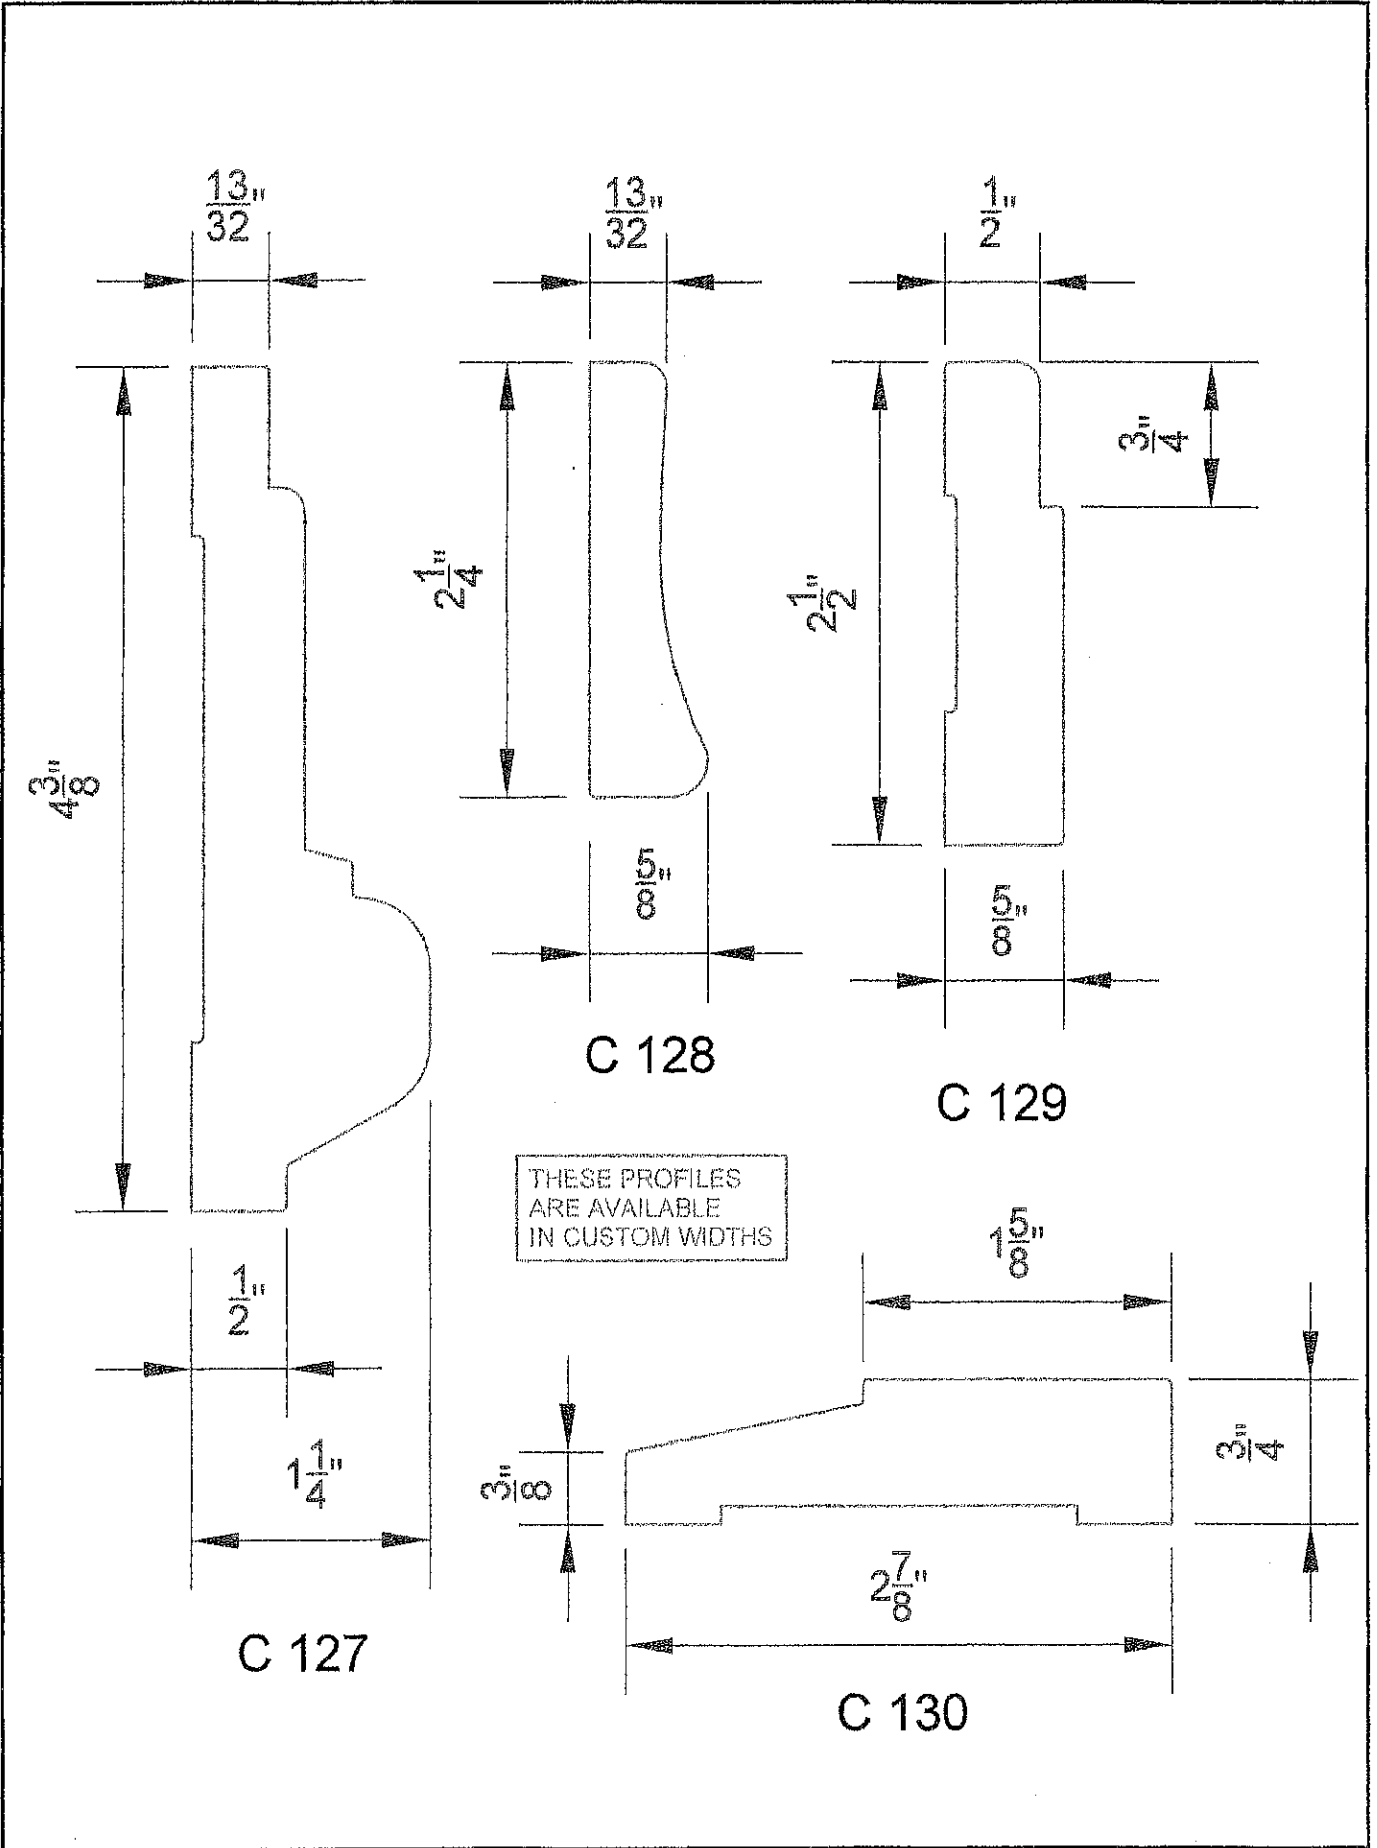 13/32"
13/32"
1/2"
3/4"
2 1/4"
2 1/2"
4 3/8"
5/8"
5/8"
C 128
C 129
THESE PROFILES
ARE AVAILABLE
IN CUSTOM WIDTHS
1 5/8"
1/2"
3/4"
3/8"
1 1/4"
2 7/8"
C 127
C 130